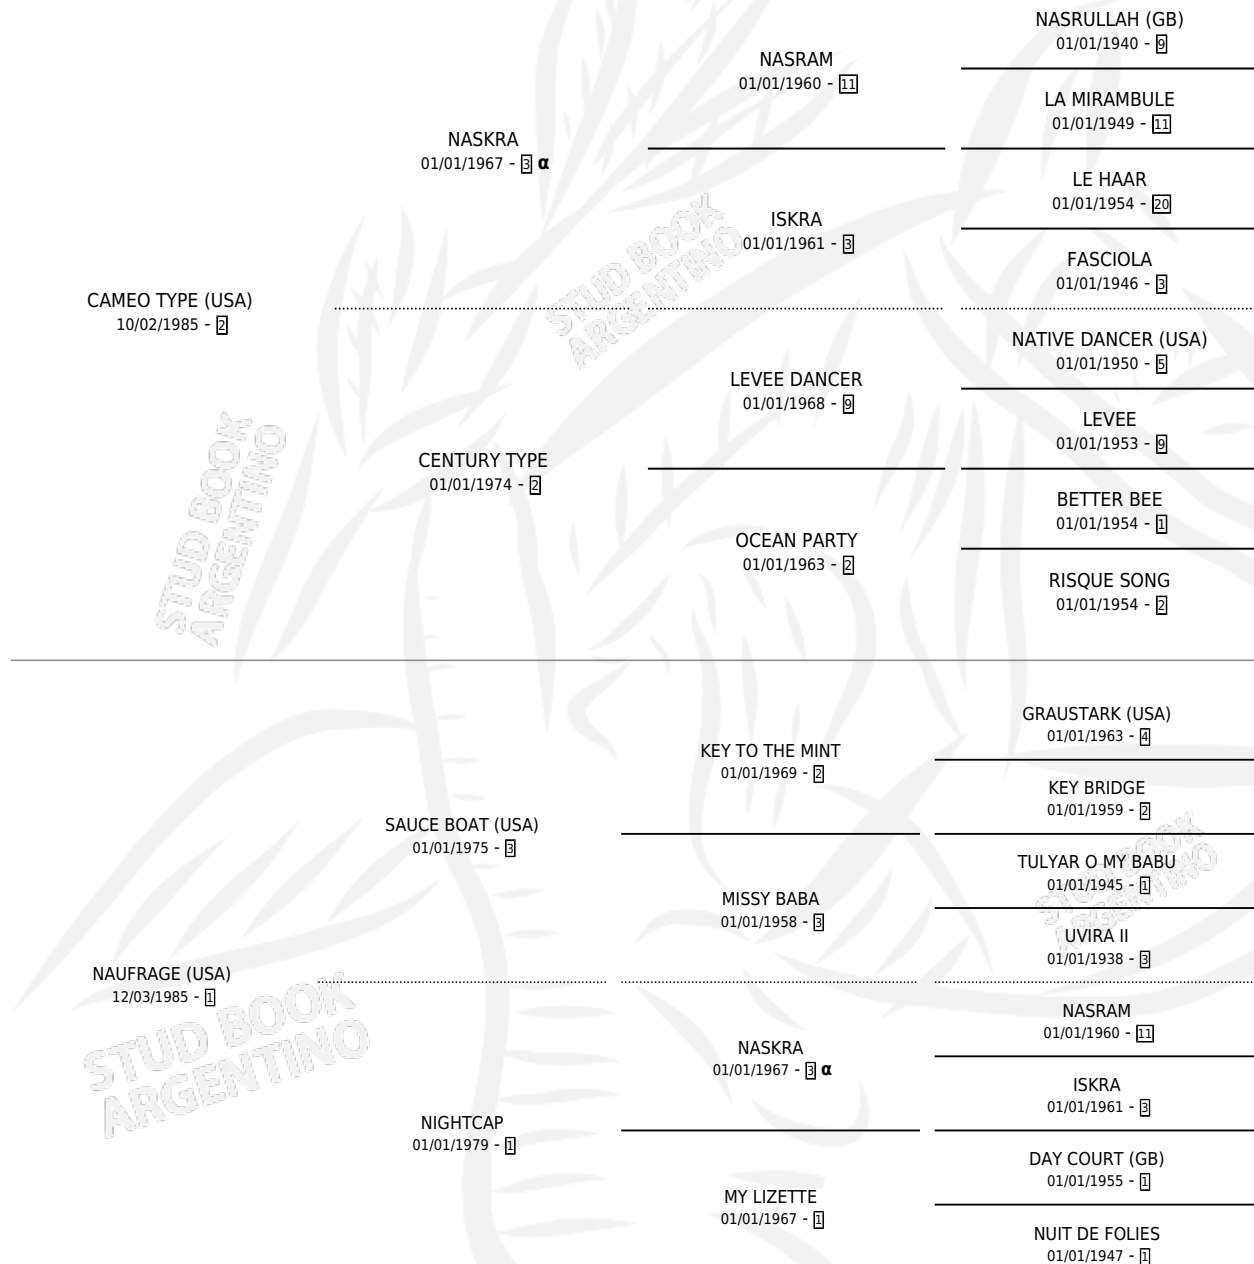 NASRULLAH (GB)
01/01/1940 - 9
NASRAM
01/01/1960 - 11
LA MIRAMBULE
01/01/1949 - 11
NASKRA
01/01/1967 - 3 α
LE HAAR
01/01/1954 - 20
ISKRA
01/01/1961 - 3
FASCIOLA
01/01/1946 - 3
CAMEO TYPE (USA)
10/02/1985 - 2
NATIVE DANCER (USA)
01/01/1950 - 5
LEVEE DANCER
01/01/1968 - 9
LEVEE
01/01/1953 - 9
CENTURY TYPE
01/01/1974 - 2
BETTER BEE
01/01/1954 - 1
OCEAN PARTY
01/01/1963 - 2
RISQUE SONG
01/01/1954 - 2
STUD BOOK
ARGENTINO
STUD BOOK
ARGENTINO
GRAUSTARK (USA)
01/01/1963 - 4
KEY TO THE MINT
01/01/1969 - 2
KEY BRIDGE
01/01/1959 - 2
SAUCE BOAT (USA)
01/01/1975 - 3
TULYAR O MY BABU
01/01/1945 - 1
MISSY BABA
01/01/1958 - 3
UVIRA II
01/01/1938 - 3
NAUFRAGE (USA)
12/03/1985 - 1
NASRAM
01/01/1960 - 11
NASKRA
01/01/1967 - 3 α
ISKRA
01/01/1961 - 3
NIGHTCAP
01/01/1979 - 1
DAY COURT (GB)
01/01/1955 - 1
MY LIZETTE
01/01/1967 - 1
NUIT DE FOLIES
01/01/1947 - 1
STUD BOOK
ARGENTINO
STUD BOOK
ARGENTINO